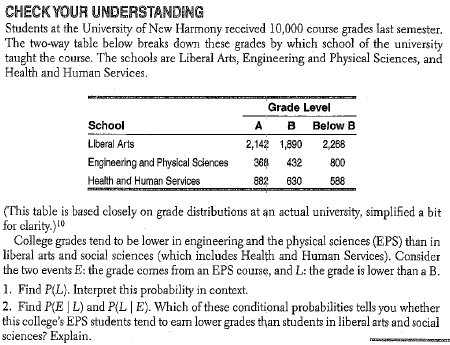 CHECK YOUR UNDERSTANDING
Students at the University of New Harmony received 10,000 course grades last semester.
The two-way table below breaks down these grades by which school of the university
taught the course. The schools are Liberal Arts, Engineering and Physical Sciences, and
Health and Human Services.
Grade Level
School A B Below B
Liberal Arts 2,142 1,890 2,268
Engineering and Physical Sciences 368 432 800
Health and Human Services 882 630 588
(This table is based closely on grade distributions at an actual university, simplified a bit
for clarity.)10
College grades tend to be lower in engineering and the physical sciences (EPS) than in
liberal arts and social sciences (which includes Health and Human Services). Consider
the two events E: the grade comes from an EPS course, and L: the grade is lower than a B.
1. Find P(L). Interpret this probability in context.
2. Find P(E | L) and P(L | E). Which of these conditional probabilities tells you whether
this college's EPS students tend to earn lower grades than students in liberal arts and social
sciences? Explain.